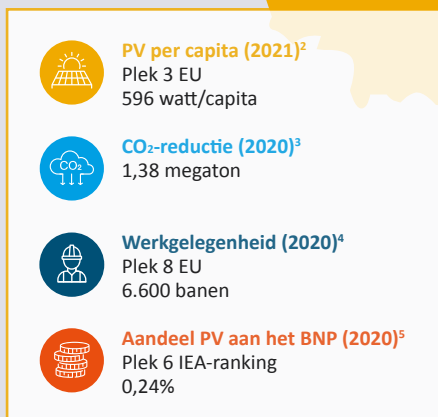 PV per capita (2021)²
Plek 3 EU
596 watt/capita
CO₂
CO₂-reductie (2020)³
1,38 megaton
Werkgelegenheid (2020)⁴
Plek 8 EU
6.600 banen
Aandeel PV aan het BNP (2020)⁵
Plek 6 IEA-ranking
0,24%